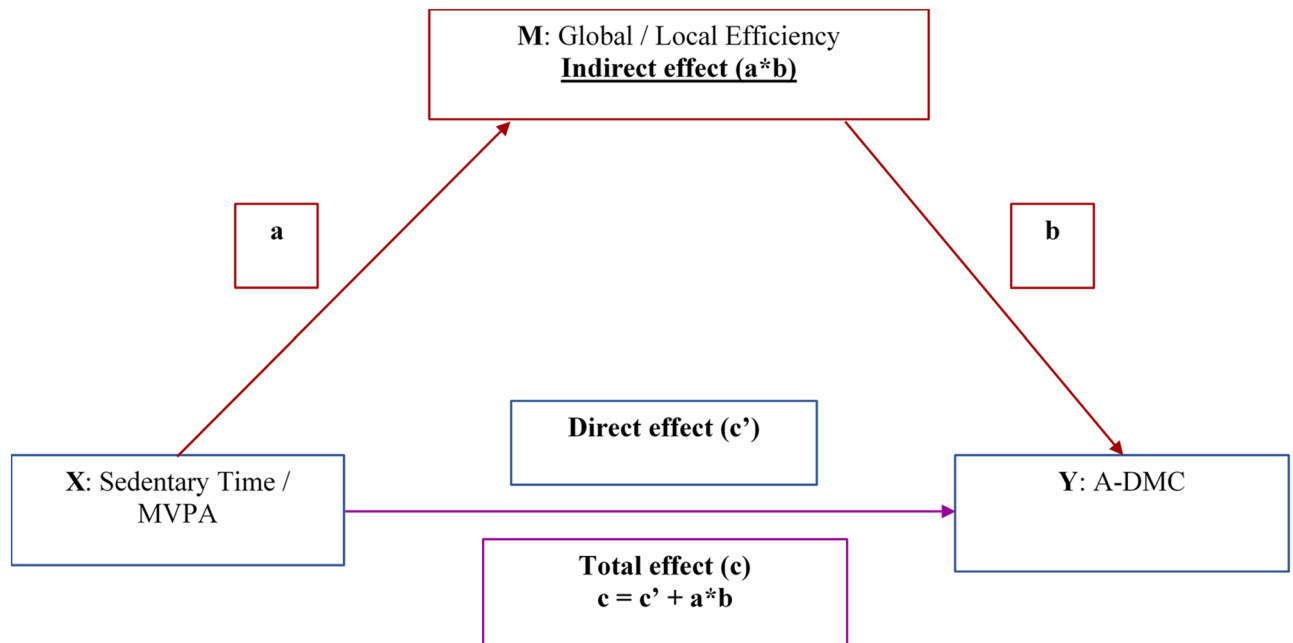 M: Global / Local Efficiency
Indirect effect (a*b)
a
b
Direct effect (c’)
X: Sedentary Time /
MVPA
Y: A-DMC
Total effect (c)
c = c’ + a*b